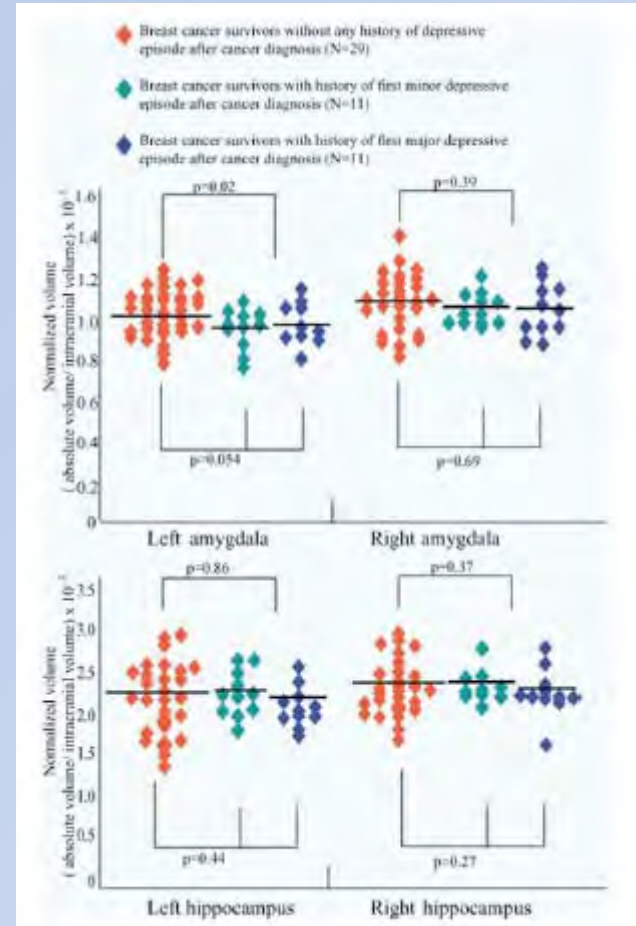 Breast cancer survivors without any history of depressive
episode after cancer diagnosis (N=29)
Breast cancer survivors with history of first minor depressive
episode after cancer diagnosis (N=11)
Breast cancer survivors with history of first major depressive
episode after cancer diagnosis (N=11)
Normalized volume
( absolute volume/ intracranial volume) x 10⁻³
1.6
1.4
1.2
1.0
0.8
0.6
0.4
0.2
0
p=0.02
p=0.39
p=0.054
p=0.69
Left amygdala
Right amygdala
Normalized volume
( absolute volume/ intracranial volume) x 10⁻³
3.5
3.0
2.5
2.0
1.5
1.0
0.5
0
p=0.86
p=0.37
p=0.44
p=0.27
Left hippocampus
Right hippocampus